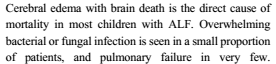 Cerebral edema with brain death is the direct cause of
mortality in most children with ALF. Overwhelming
bacterial or fungal infection is seen in a small proportion
of patients, and pulmonary failure in very few.